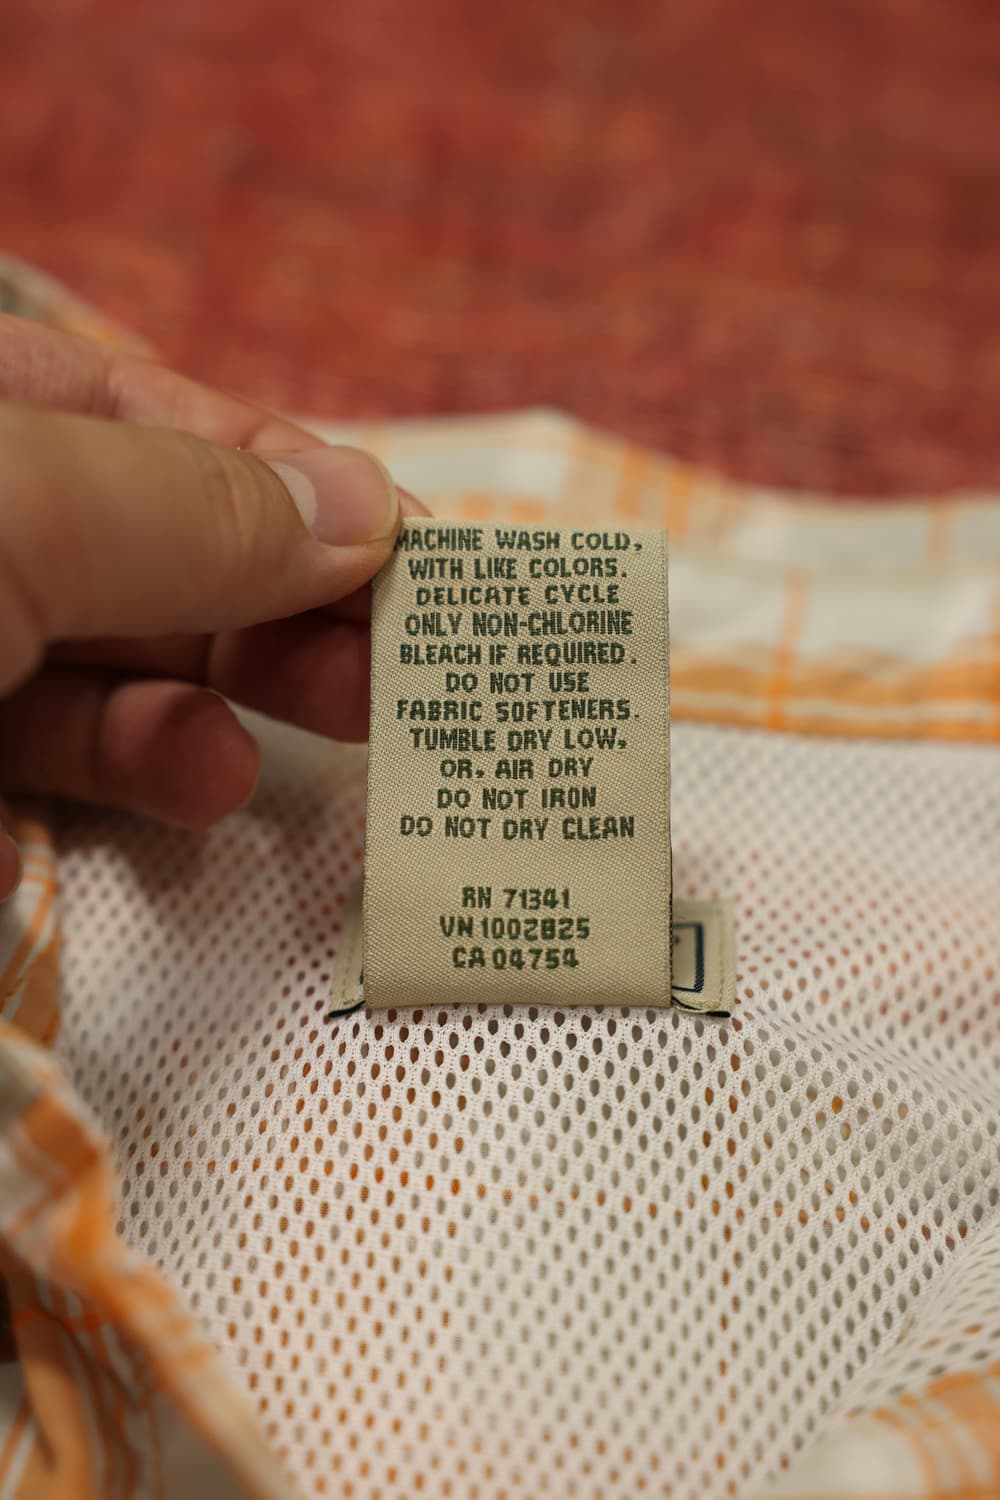 MACHINE WASH COLD,
WITH LIKE COLORS.
DELICATE CYCLE
ONLY NON-CHLORINE
BLEACH IF REQUIRED.
DO NOT USE
FABRIC SOFTENERS.
TUMBLE DRY LOW,
OR, AIR DRY
DO NOT IRON
DO NOT DRY CLEAN
RN 71341
VN 1002825
CA 04754